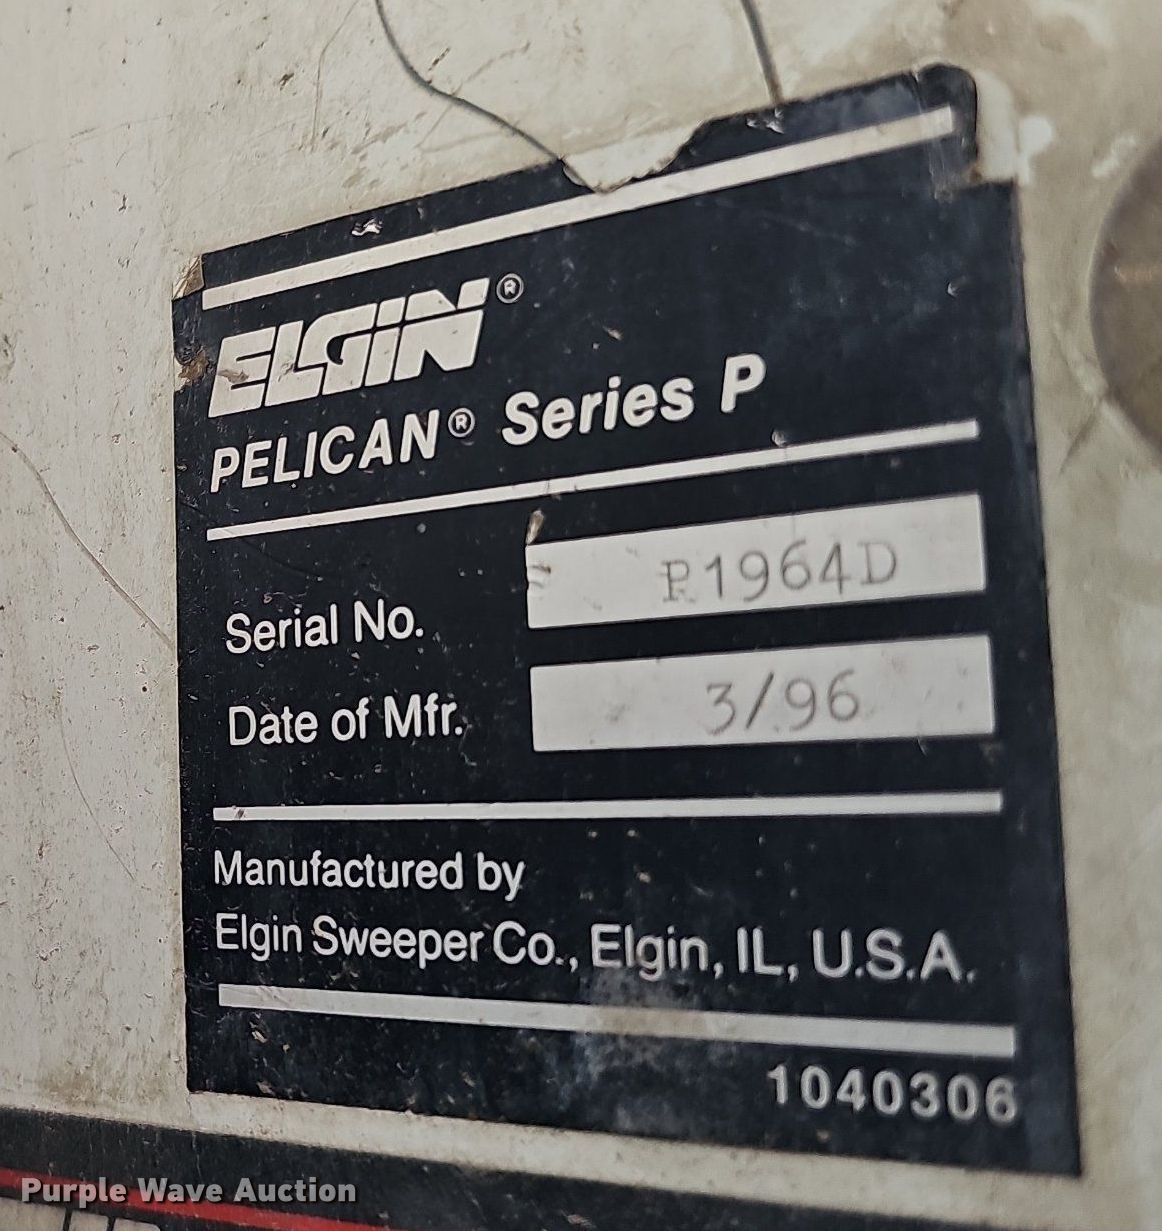 ELGIN®
PELICAN® Series P
Serial No. P1964D
Date of Mfr. 3/96
Manufactured by
Elgin Sweeper Co., Elgin, IL, U.S.A.
1040306
Purple Wave Auction